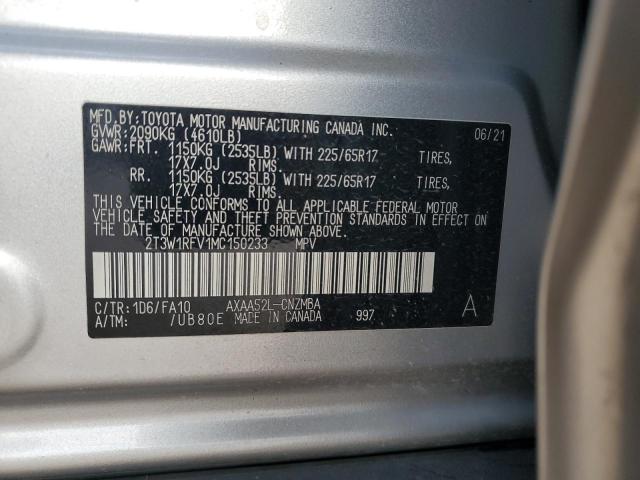 MFD.BY:TOYOTA MOTOR MANUFACTURING CANADA INC. 06/21
GVWR:2090KG (4610LB)
GAWR:FRT. 1150KG (2535LB) WITH 225/65R17 TIRES,
17X7.0J RIMS.
RR. 1150KG (2535LB) WITH 225/65R17 TIRES,
17X7.0J RIMS.
THIS VEHICLE CONFORMS TO ALL APPLICABLE FEDERAL MOTOR
VEHICLE SAFETY AND THEFT PREVENTION STANDARDS IN EFFECT ON
THE DATE OF MANUFACTURE SHOWN ABOVE.
2T3W1RFV1MC150233 MPV
C/TR:1D6/FA10 AXAA52L-CNZMBA A
A/TM: /UB80E MADE IN CANADA 997